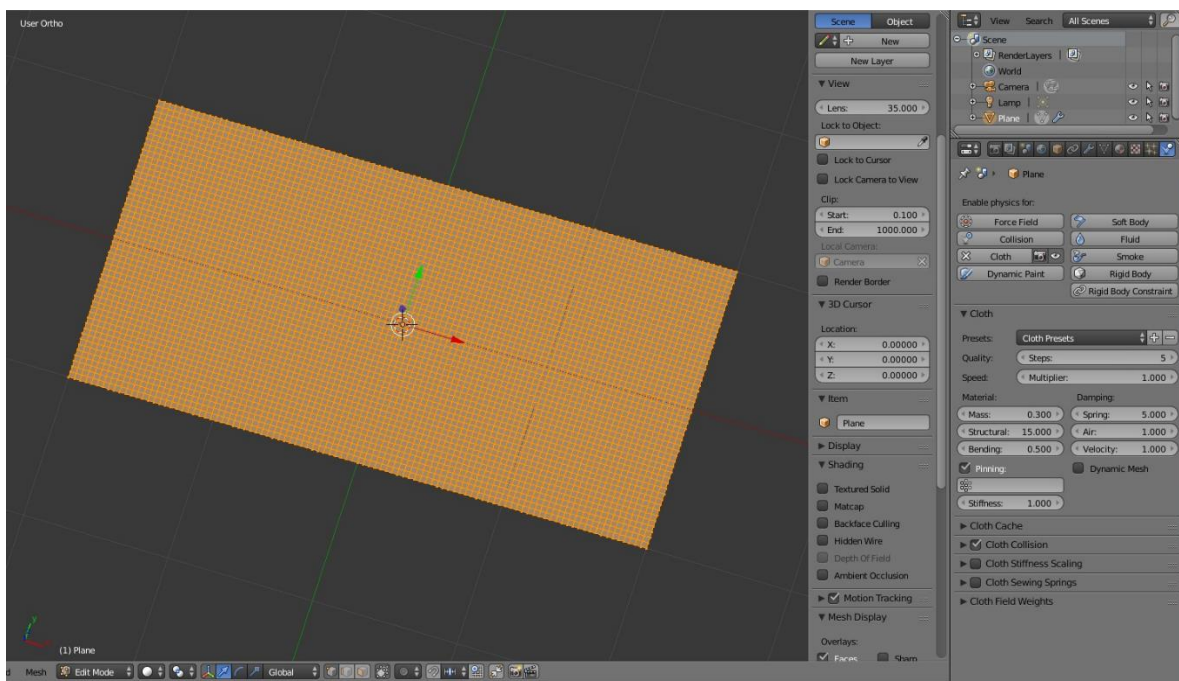 User Ortho
(1) Plane
d Mesh Edit Mode Global
Scene Object
New
New Layer
View
Lens: 35.000
Lock to Object:
Lock to Cursor
Lock Camera to View
Clip:
Start: 0.100
End: 1000.000
Local Camera:
Camera
Render Border
3D Cursor
Location:
X: 0.00000
Y: 0.00000
Z: 0.00000
Item
Plane
Display
Shading
Textured Solid
Matcap
Backface Culling
Hidden Wire
Depth Of Field
Ambient Occlusion
Motion Tracking
Mesh Display
Overlays:
Faces Sharp
View Search All Scenes
Scene
RenderLayers
World
Camera
Lamp
Plane
Plane
Enable physics for:
Force Field Soft Body
Collision Fluid
Cloth Smoke
Dynamic Paint Rigid Body
Rigid Body Constraint
Cloth
Presets: Cloth Presets
Quality: Steps: 5
Speed: Multiplier: 1.000
Material: Damping:
Mass: 0.300 Spring: 5.000
Structural: 15.000 Air: 1.000
Bending: 0.500 Velocity: 1.000
Pinning: Dynamic Mesh
Stiffness: 1.000
Cloth Cache
Cloth Collision
Cloth Stiffness Scaling
Cloth Sewing Springs
Cloth Field Weights